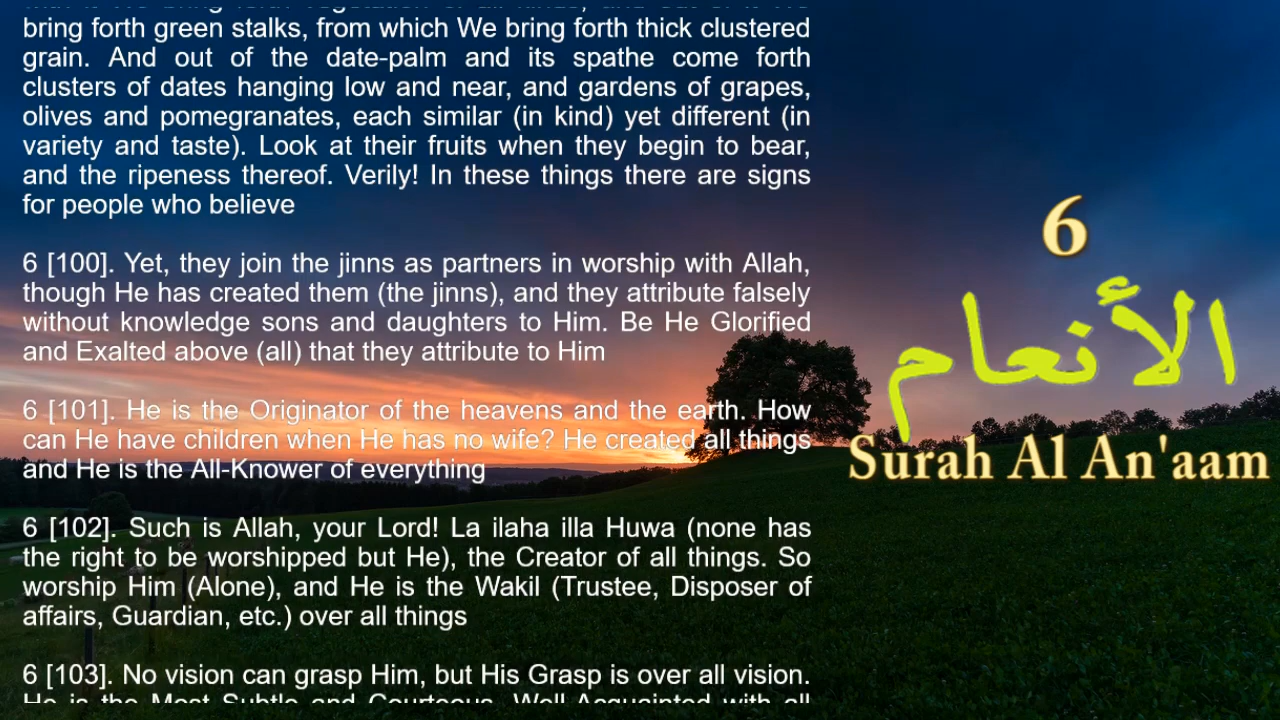 bring forth green stalks, from which We bring forth thick clustered
grain. And out of the date-palm and its spathe come forth
clusters of dates hanging low and near, and gardens of grapes,
olives and pomegranates, each similar (in kind) yet different (in
variety and taste). Look at their fruits when they begin to bear,
and the ripeness thereof. Verily! In these things there are signs
for people who believe
6 [100]. Yet, they join the jinns as partners in worship with Allah,
though He has created them (the jinns), and they attribute falsely
without knowledge sons and daughters to Him. Be He Glorified
and Exalted above (all) that they attribute to Him
6 [101]. He is the Originator of the heavens and the earth. How
can He have children when He has no wife? He created all things
and He is the All-Knower of everything
6 [102]. Such is Allah, your Lord! La ilaha illa Huwa (none has
the right to be worshipped but He), the Creator of all things. So
worship Him (Alone), and He is the Wakil (Trustee, Disposer of
affairs, Guardian, etc.) over all things
6 [103]. No vision can grasp Him, but His Grasp is over all vision.
He is the Most Subtle and Courteous, Well-Acquainted with all
6
الأنعام
Surah Al An'aam